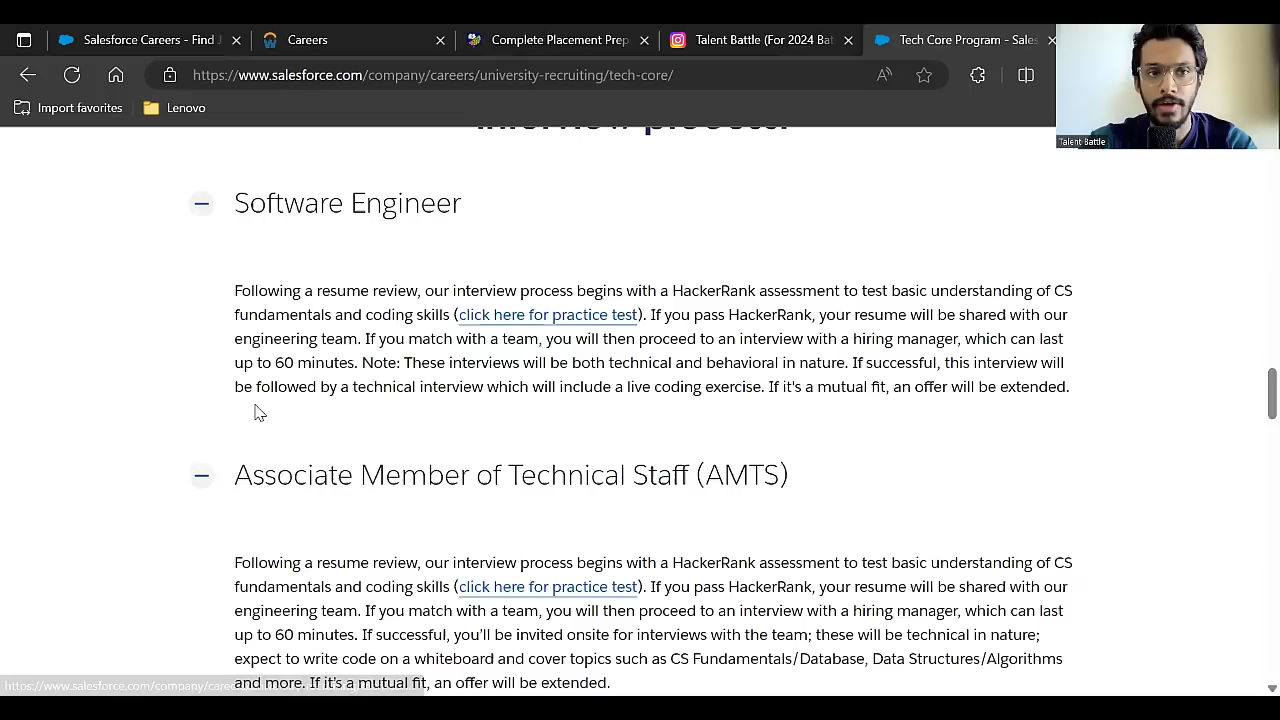 Salesforce Careers - Find J
Careers
Complete Placement Prep
Talent Battle (For 2024 Bat
Tech Core Program - Sales
https://www.salesforce.com/company/careers/university-recruiting/tech-core/
Import favorites
Lenovo
Talent Battle
Software Engineer
Following a resume review, our interview process begins with a HackerRank assessment to test basic understanding of CS
fundamentals and coding skills (click here for practice test). If you pass HackerRank, your resume will be shared with our
engineering team. If you match with a team, you will then proceed to an interview with a hiring manager, which can last
up to 60 minutes. Note: These interviews will be both technical and behavioral in nature. If successful, this interview will
be followed by a technical interview which will include a live coding exercise. If it's a mutual fit, an offer will be extended.
Associate Member of Technical Staff (AMTS)
Following a resume review, our interview process begins with a HackerRank assessment to test basic understanding of CS
fundamentals and coding skills (click here for practice test). If you pass HackerRank, your resume will be shared with our
engineering team. If you match with a team, you will then proceed to an interview with a hiring manager, which can last
up to 60 minutes. If successful, you'll be invited onsite for interviews with the team; these will be technical in nature;
expect to write code on a whiteboard and cover topics such as CS Fundamentals/Database, Data Structures/Algorithms
and more. If it's a mutual fit, an offer will be extended.
https://www.salesforce.com/company/care